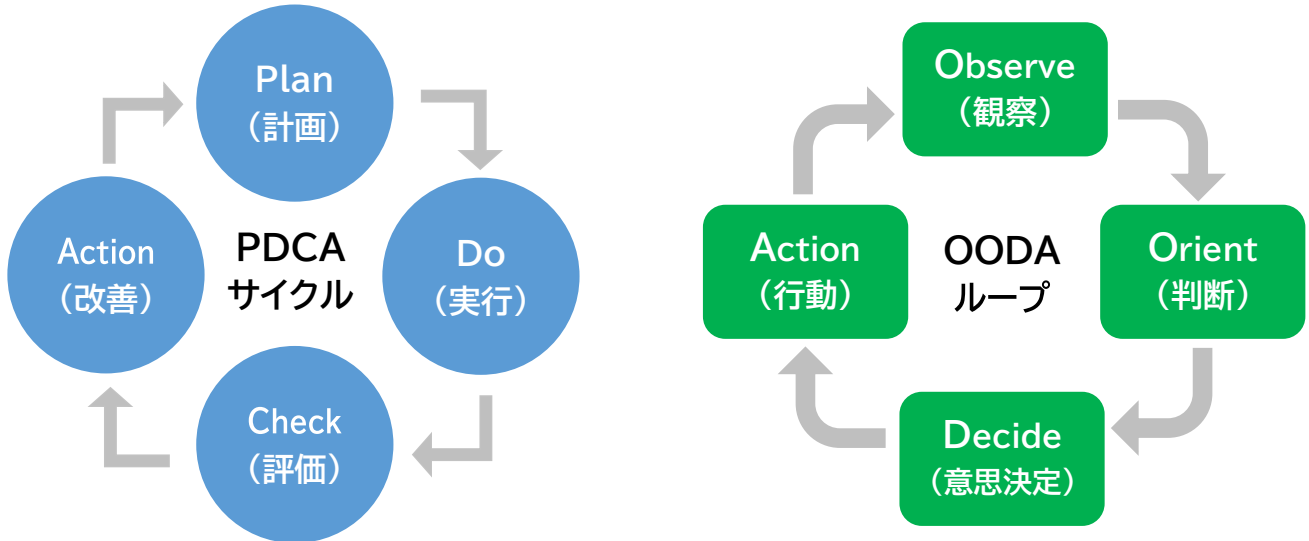 Plan
（計画）
Do
（実行）
Check
（評価）
Action
（改善）
PDCA
サイクル
Observe
（観察）
Orient
（判断）
Decide
（意思決定）
Action
（行動）
OODA
ループ